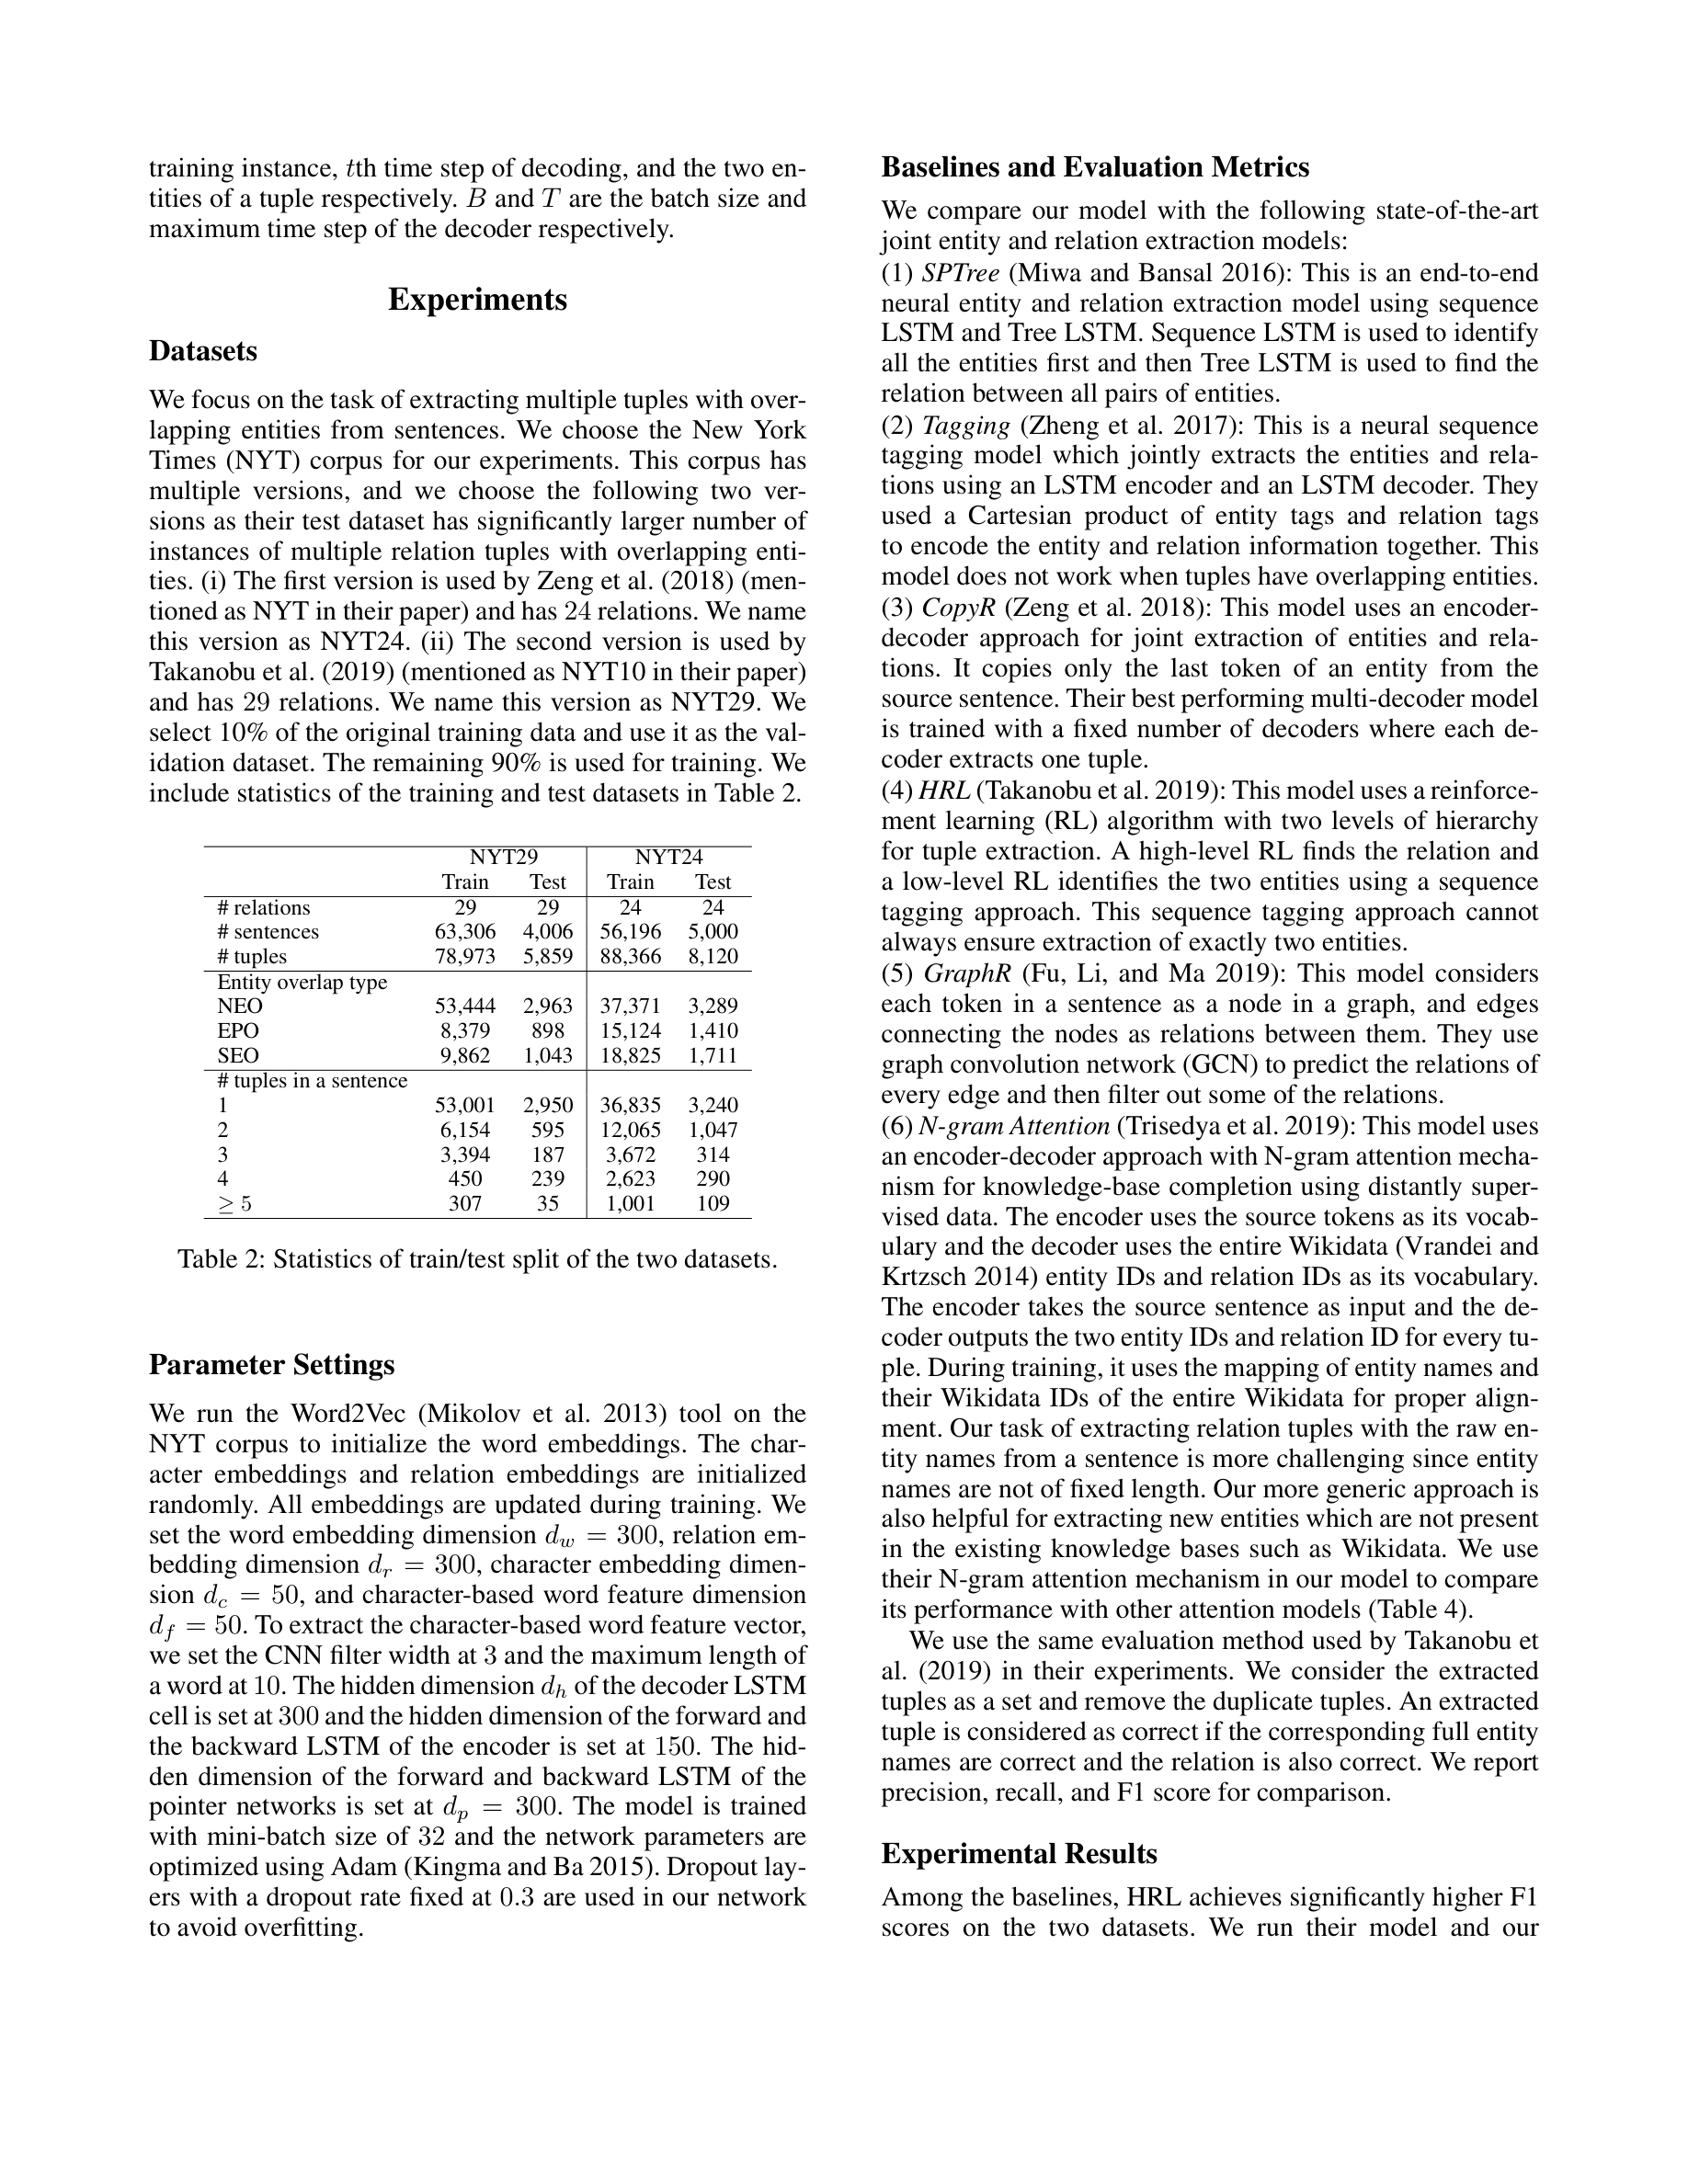 training instance, tth time step of decoding, and the two en-
tities of a tuple respectively. B and T are the batch size and
maximum time step of the decoder respectively.
Experiments
Datasets
We focus on the task of extracting multiple tuples with over-
lapping entities from sentences. We choose the New York
Times (NYT) corpus for our experiments. This corpus has
multiple versions, and we choose the following two ver-
sions as their test dataset has significantly larger number of
instances of multiple relation tuples with overlapping enti-
ties. (i) The first version is used by Zeng et al. (2018) (men-
tioned as NYT in their paper) and has 24 relations. We name
this version as NYT24. (ii) The second version is used by
Takanobu et al. (2019) (mentioned as NYT10 in their paper)
and has 29 relations. We name this version as NYT29. We
select 10% of the original training data and use it as the val-
idation dataset. The remaining 90% is used for training. We
include statistics of the training and test datasets in Table 2.
NYT29 NYT24
Train Test Train Test
# relations 29 29 24 24
# sentences 63,306 4,006 56,196 5,000
# tuples 78,973 5,859 88,366 8,120
Entity overlap type
NEO 53,444 2,963 37,371 3,289
EPO 8,379 898 15,124 1,410
SEO 9,862 1,043 18,825 1,711
# tuples in a sentence
1 53,001 2,950 36,835 3,240
2 6,154 595 12,065 1,047
3 3,394 187 3,672 314
4 450 239 2,623 290
≥ 5 307 35 1,001 109
Table 2: Statistics of train/test split of the two datasets.
Parameter Settings
We run the Word2Vec (Mikolov et al. 2013) tool on the
NYT corpus to initialize the word embeddings. The char-
acter embeddings and relation embeddings are initialized
randomly. All embeddings are updated during training. We
set the word embedding dimension d_w = 300, relation em-
bedding dimension d_r = 300, character embedding dimen-
sion d_c = 50, and character-based word feature dimension
d_f = 50. To extract the character-based word feature vector,
we set the CNN filter width at 3 and the maximum length of
a word at 10. The hidden dimension d_h of the decoder LSTM
cell is set at 300 and the hidden dimension of the forward and
the backward LSTM of the encoder is set at 150. The hid-
den dimension of the forward and backward LSTM of the
pointer networks is set at d_p = 300. The model is trained
with mini-batch size of 32 and the network parameters are
optimized using Adam (Kingma and Ba 2015). Dropout lay-
ers with a dropout rate fixed at 0.3 are used in our network
to avoid overfitting.
Baselines and Evaluation Metrics
We compare our model with the following state-of-the-art
joint entity and relation extraction models:
(1) SPTree (Miwa and Bansal 2016): This is an end-to-end
neural entity and relation extraction model using sequence
LSTM and Tree LSTM. Sequence LSTM is used to identify
all the entities first and then Tree LSTM is used to find the
relation between all pairs of entities.
(2) Tagging (Zheng et al. 2017): This is a neural sequence
tagging model which jointly extracts the entities and rela-
tions using an LSTM encoder and an LSTM decoder. They
used a Cartesian product of entity tags and relation tags
to encode the entity and relation information together. This
model does not work when tuples have overlapping entities.
(3) CopyR (Zeng et al. 2018): This model uses an encoder-
decoder approach for joint extraction of entities and rela-
tions. It copies only the last token of an entity from the
source sentence. Their best performing multi-decoder model
is trained with a fixed number of decoders where each de-
coder extracts one tuple.
(4) HRL (Takanobu et al. 2019): This model uses a reinforce-
ment learning (RL) algorithm with two levels of hierarchy
for tuple extraction. A high-level RL finds the relation and
a low-level RL identifies the two entities using a sequence
tagging approach. This sequence tagging approach cannot
always ensure extraction of exactly two entities.
(5) GraphR (Fu, Li, and Ma 2019): This model considers
each token in a sentence as a node in a graph, and edges
connecting the nodes as relations between them. They use
graph convolution network (GCN) to predict the relations of
every edge and then filter out some of the relations.
(6) N-gram Attention (Trisedya et al. 2019): This model uses
an encoder-decoder approach with N-gram attention mecha-
nism for knowledge-base completion using distantly super-
vised data. The encoder uses the source tokens as its vocab-
ulary and the decoder uses the entire Wikidata (Vrandei and
Krtzsch 2014) entity IDs and relation IDs as its vocabulary.
The encoder takes the source sentence as input and the de-
coder outputs the two entity IDs and relation ID for every tu-
ple. During training, it uses the mapping of entity names and
their Wikidata IDs of the entire Wikidata for proper align-
ment. Our task of extracting relation tuples with the raw en-
tity names from a sentence is more challenging since entity
names are not of fixed length. Our more generic approach is
also helpful for extracting new entities which are not present
in the existing knowledge bases such as Wikidata. We use
their N-gram attention mechanism in our model to compare
its performance with other attention models (Table 4).
We use the same evaluation method used by Takanobu et
al. (2019) in their experiments. We consider the extracted
tuples as a set and remove the duplicate tuples. An extracted
tuple is considered as correct if the corresponding full entity
names are correct and the relation is also correct. We report
precision, recall, and F1 score for comparison.
Experimental Results
Among the baselines, HRL achieves significantly higher F1
scores on the two datasets. We run their model and our